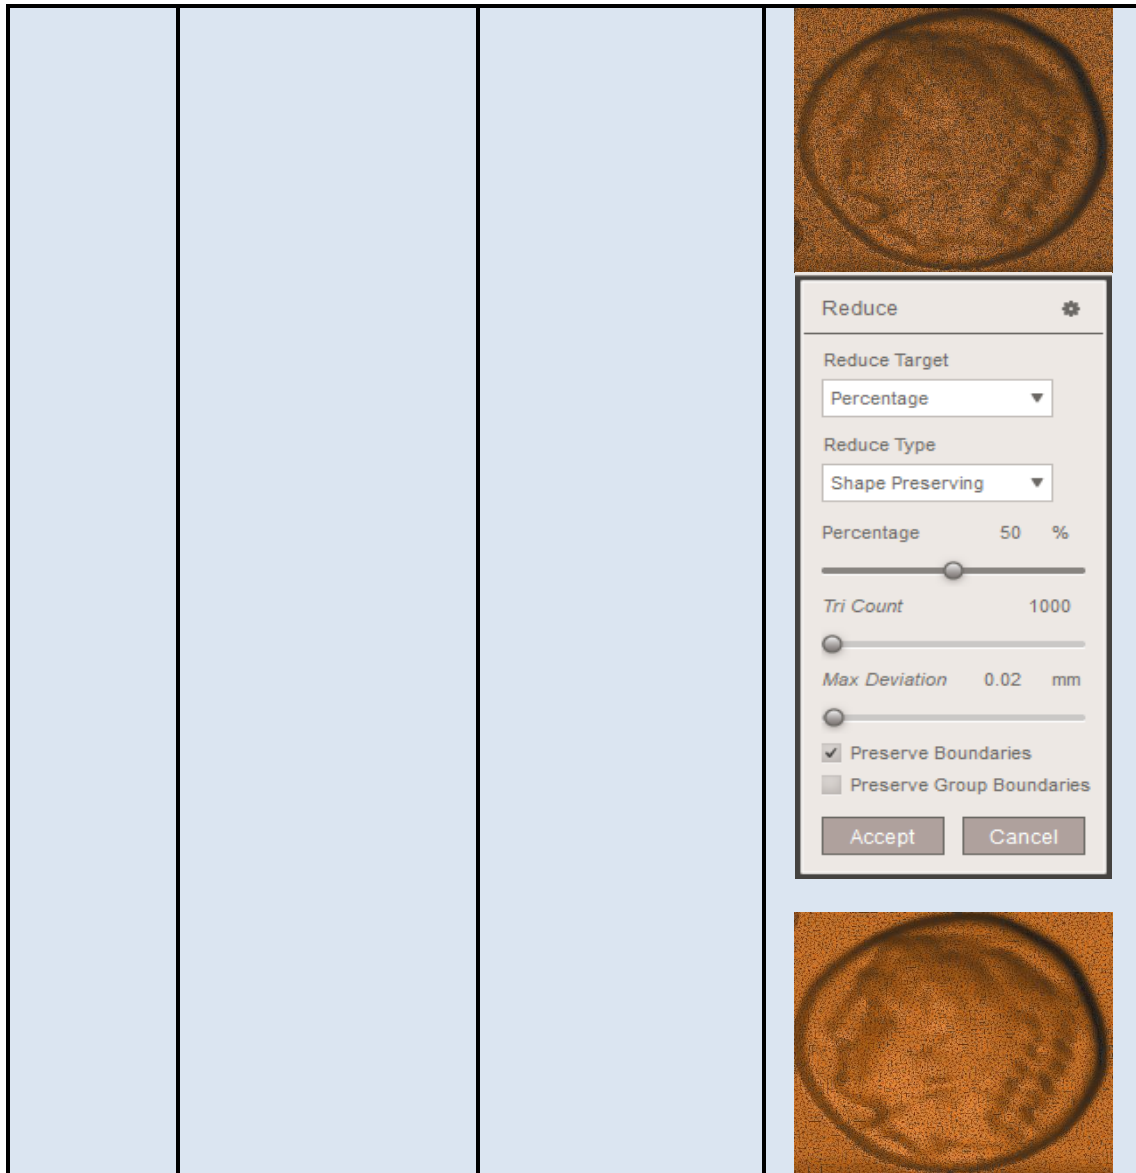 Reduce
Reduce Target
Percentage
Reduce Type
Shape Preserving
Percentage 50 %
Tri Count 1000
Max Deviation 0.02 mm
Preserve Boundaries
Preserve Group Boundaries
Accept Cancel